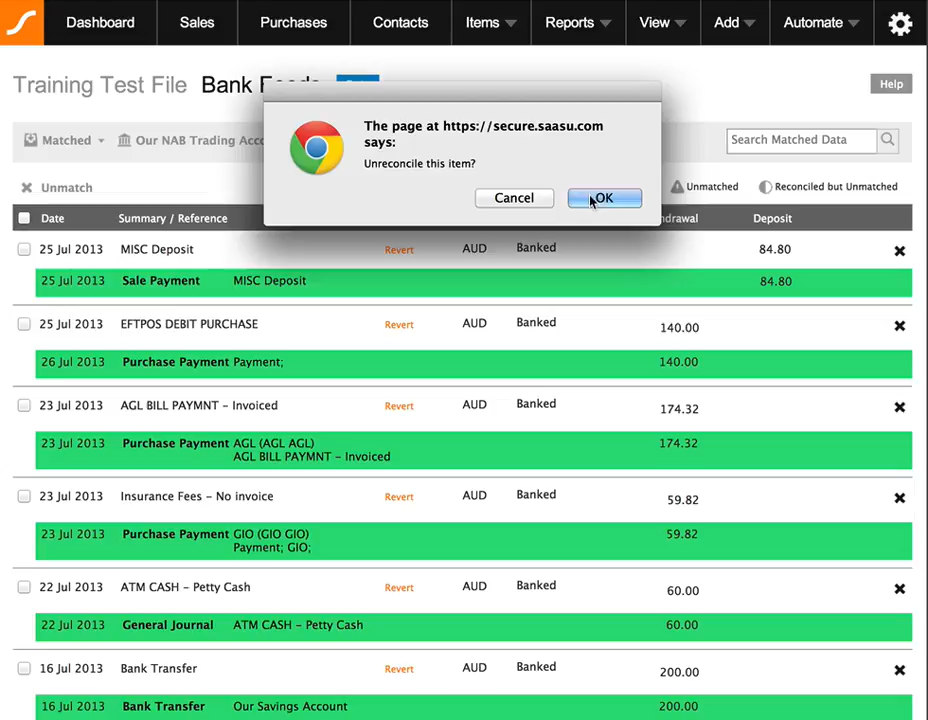 Dashboard Sales Purchases Contacts Items Reports View Add Automate
Training Test File Bank Feeds
Help
The page at https://secure.saasu.com
says:
Unreconcile this item?
Cancel OK
Matched Our NAB Trading Acco
Search Matched Data
Unmatch
Unmatched Reconciled but Unmatched
Date Summary / Reference drawal Deposit
25 Jul 2013 MISC Deposit Revert AUD Banked 84.80
25 Jul 2013 Sale Payment MISC Deposit 84.80
25 Jul 2013 EFTPOS DEBIT PURCHASE Revert AUD Banked 140.00
26 Jul 2013 Purchase Payment Payment; 140.00
23 Jul 2013 AGL BILL PAYMNT – Invoiced Revert AUD Banked 174.32
23 Jul 2013 Purchase Payment AGL (AGL AGL) 174.32
AGL BILL PAYMNT – Invoiced
23 Jul 2013 Insurance Fees – No invoice Revert AUD Banked 59.82
23 Jul 2013 Purchase Payment GIO (GIO GIO) 59.82
Payment; GIO;
22 Jul 2013 ATM CASH – Petty Cash Revert AUD Banked 60.00
22 Jul 2013 General Journal ATM CASH – Petty Cash 60.00
16 Jul 2013 Bank Transfer Revert AUD Banked 200.00
16 Jul 2013 Bank Transfer Our Savings Account 200.00